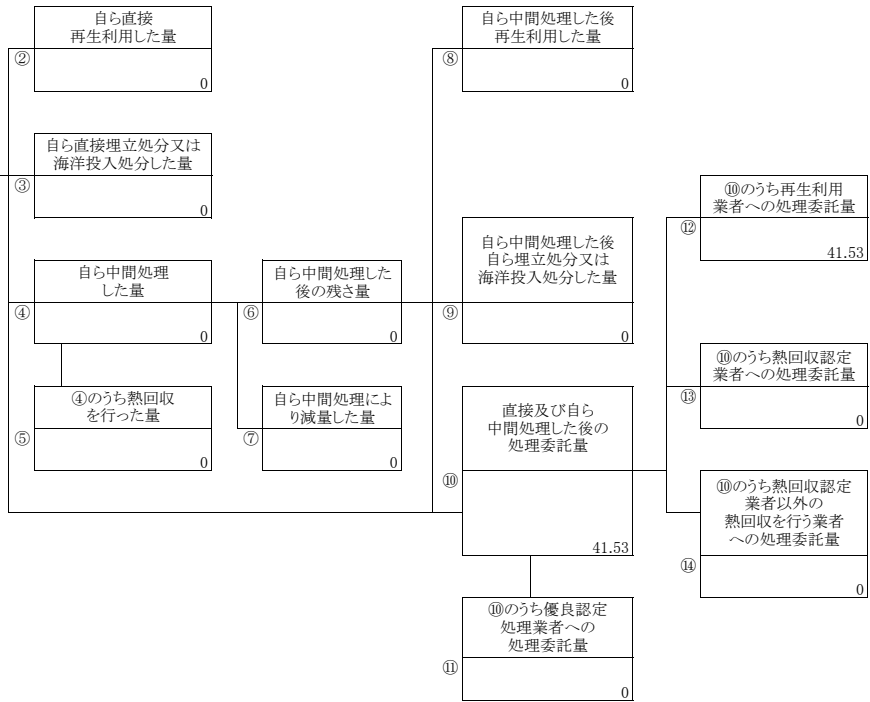 自ら直接
再生利用した量
②
0
自ら直接埋立処分又は
海洋投入処分した量
③
0
自ら中間処理
した量
④
0
④のうち熱回収
を行った量
⑤
0
自ら中間処理した
後の残さ量
⑥
0
自ら中間処理によ
り減量した量
⑦
0
自ら中間処理した後
再生利用した量
⑧
0
自ら中間処理した後
自ら埋立処分又は
海洋投入処分した量
⑨
0
直接及び自ら
中間処理した後の
処理委託量
⑩
41.53
⑩のうち優良認定
処理業者への
処理委託量
⑪
0
⑩のうち再生利用
業者への処理委託量
⑫
41.53
⑩のうち熱回収認定
業者への処理委託量
⑬
0
⑩のうち熱回収認定
業者以外の
熱回収を行う業者
への処理委託量
⑭
0